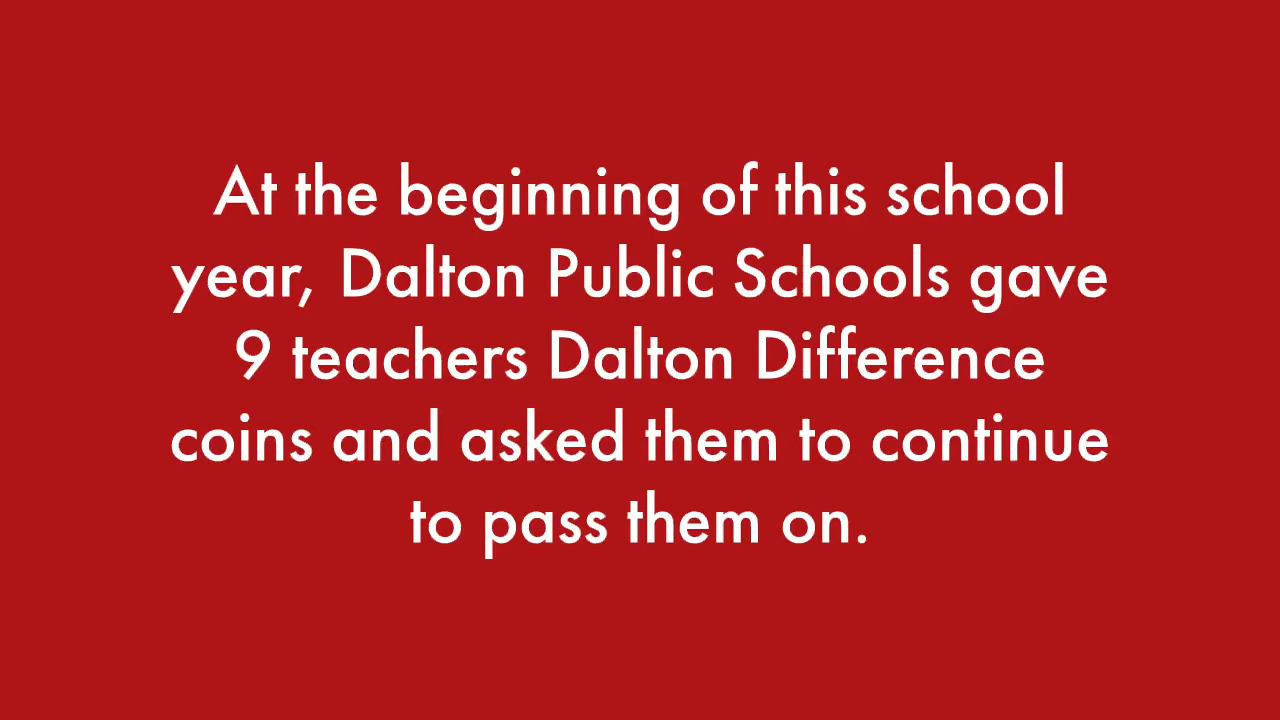 At the beginning of this school
year, Dalton Public Schools gave
9 teachers Dalton Difference
coins and asked them to continue
to pass them on.